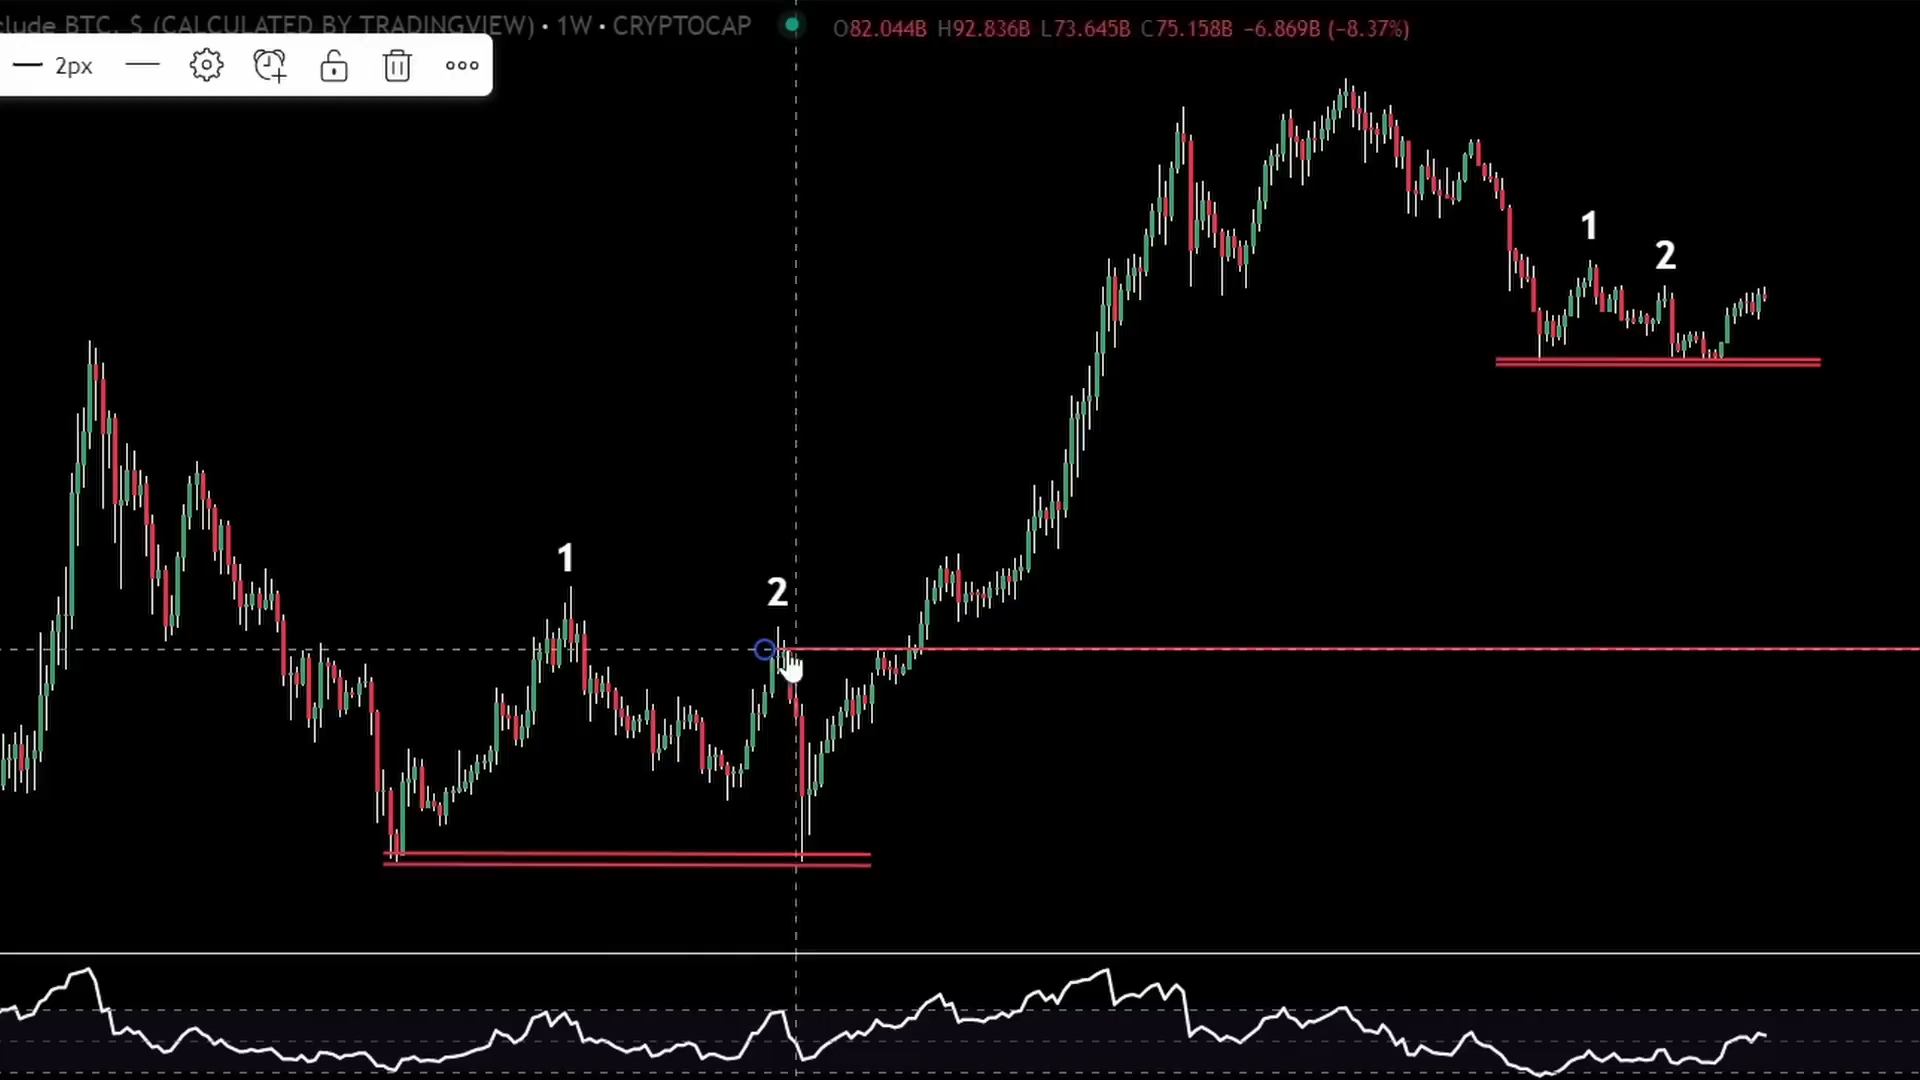 clude BTC, $ (CALCULATED BY TRADINGVIEW) • 1W • CRYPTOCAP
O82.044B H92.836B L73.645B C75.158B −6.869B (−8.37%)
2px
1
2
1
2